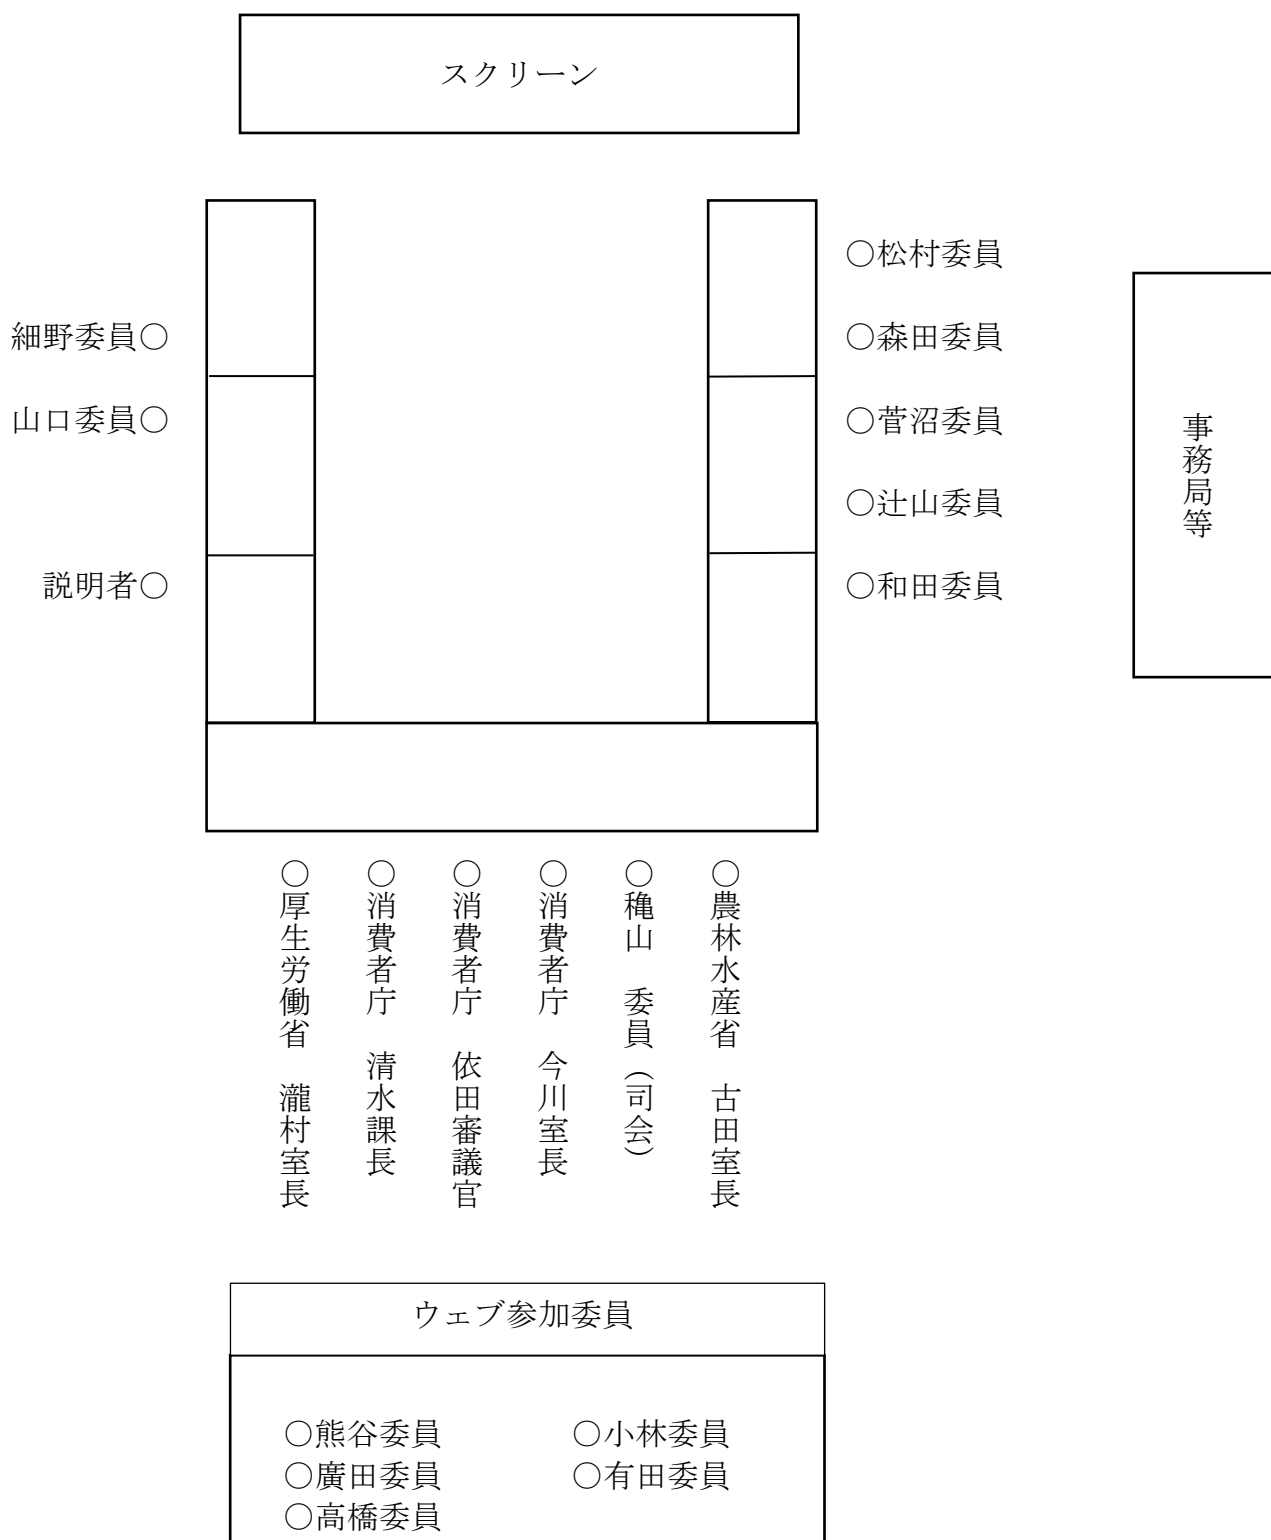 スクリーン
○松村委員
細野委員○
○森田委員
山口委員○
○菅沼委員
○辻山委員
説明者○
○和田委員
事務局等
○厚生労働省　瀧村室長
○消費者庁　清水課長
○消費者庁　依田審議官
○消費者庁　今川室長
○穐山　委員（司会）
○農林水産省　古田室長
ウェブ参加委員
○熊谷委員
○廣田委員
○高橋委員
○小林委員
○有田委員